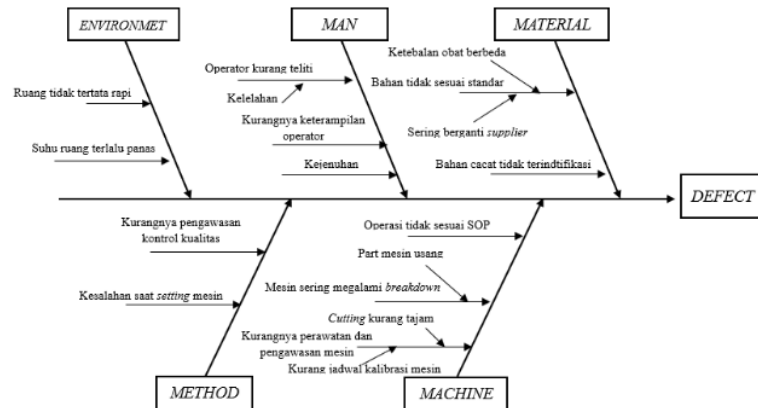 ENVIRONMET
MAN
MATERIAL
Ketebalan obat berbeda
Operator kurang teliti
Bahan tidak sesuai standar
Ruang tidak tertata rapi
Kelelahan
Kurangnya keterampilan
operator
Sering berganti supplier
Suhu ruang terlalu panas
Kejenuhan
Bahan cacat tidak terindtifikasi
DEFECT
Kurangnya pengawasan
kontrol kualitas
Operasi tidak sesuai SOP
Part mesin usang
Kesalahan saat setting mesin
Mesin sering megalami breakdown
Cutting kurang tajam
Kurangnya perawatan dan
pengawasan mesin
Kurang jadwal kalibrasi mesin
METHOD
MACHINE